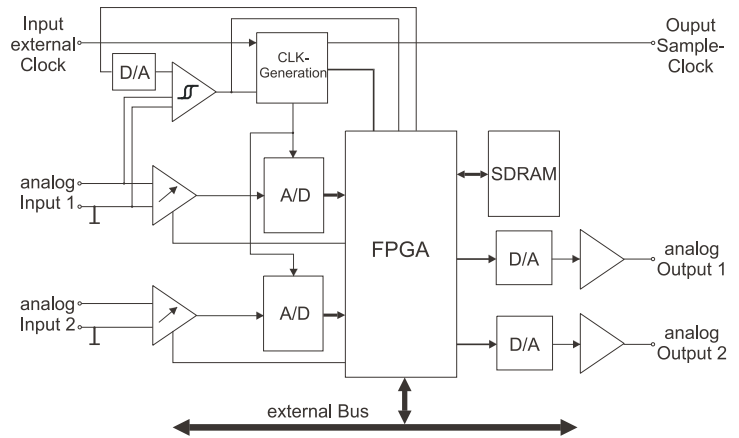 Input
external
Clock
D/A
CLK-
Generation
Ouput
Sample-
Clock
analog
Input 1
A/D
FPGA
SDRAM
D/A
analog
Output 1
analog
Input 2
A/D
D/A
analog
Output 2
external Bus